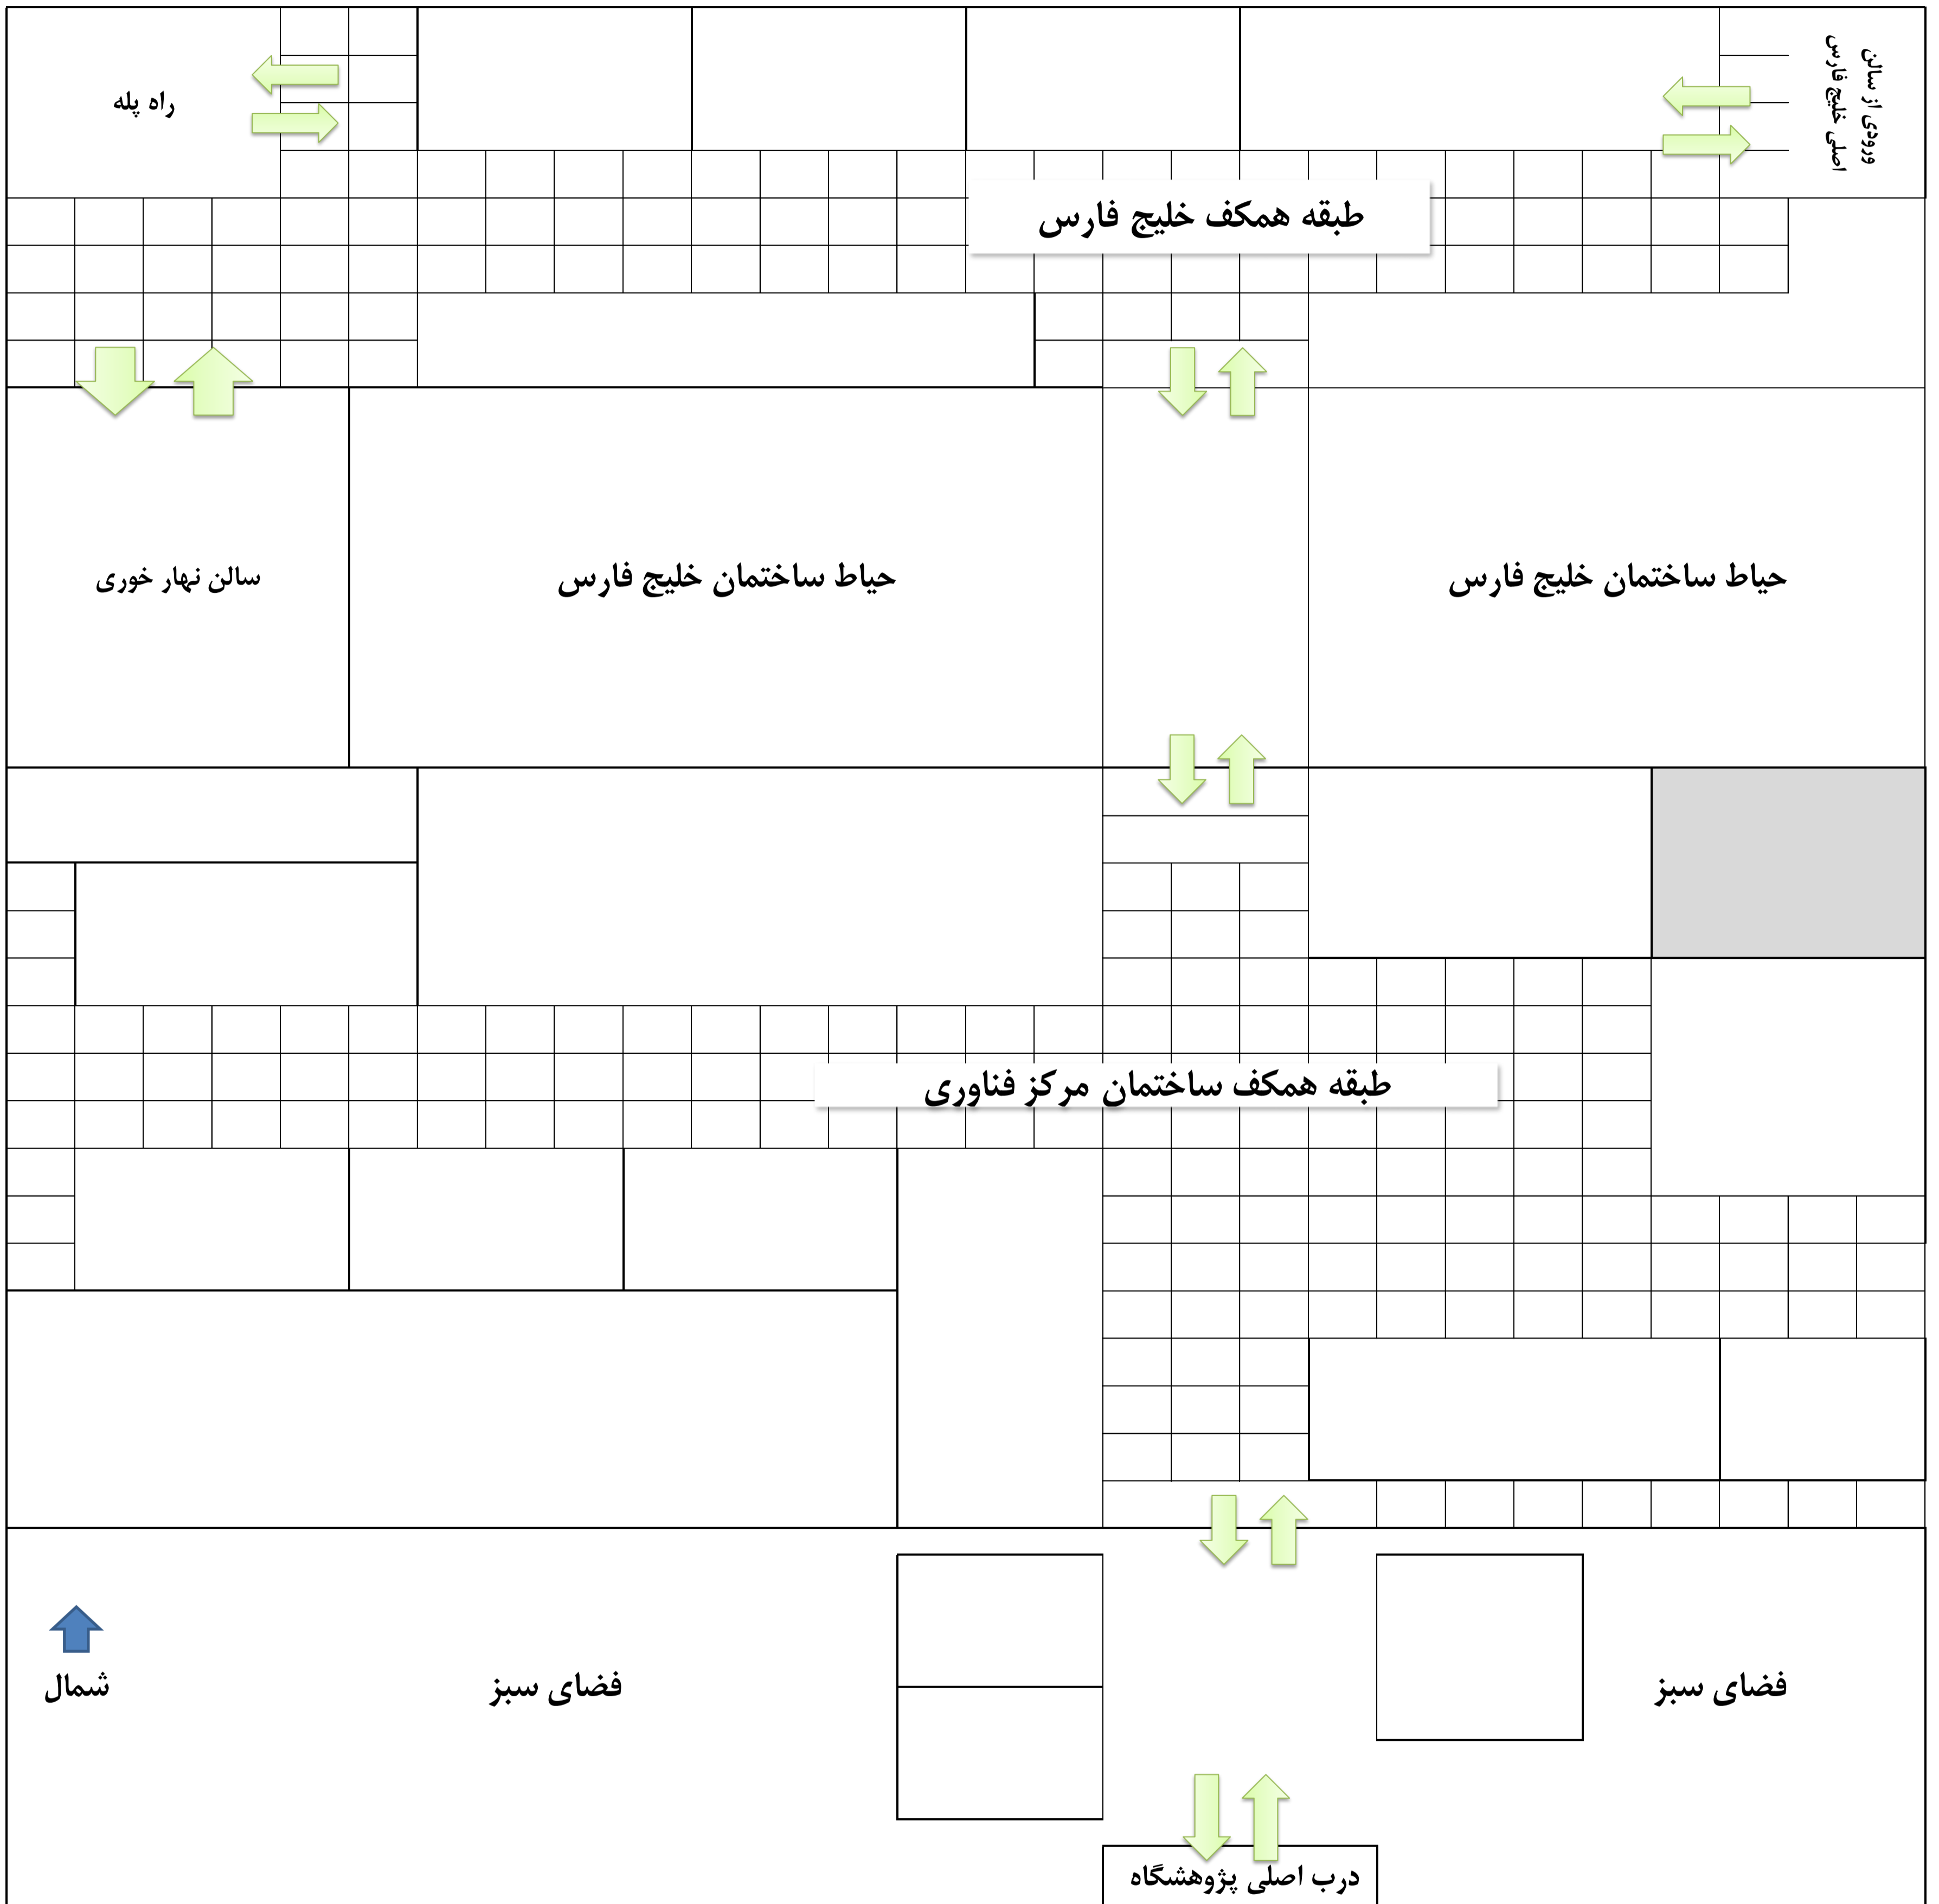 ورودی از سالن
اصلی خلیج فارس
راه پله
طبقه همکف خلیج فارس
حیاط ساختمان خلیج فارس
حیاط ساختمان خلیج فارس
سالن نهار خوری
طبقه همکف ساختمان مرکز فناوری
فضای سبز
فضای سبز
شمال
درب اصلی پژوهشگاه